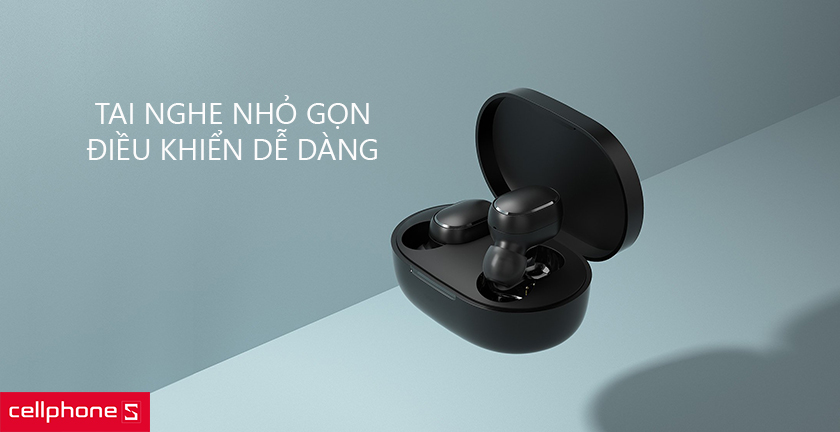 TAI NGHE NHỎ GỌN
ĐIỀU KHIỂN DỄ DÀNG
cellphone S